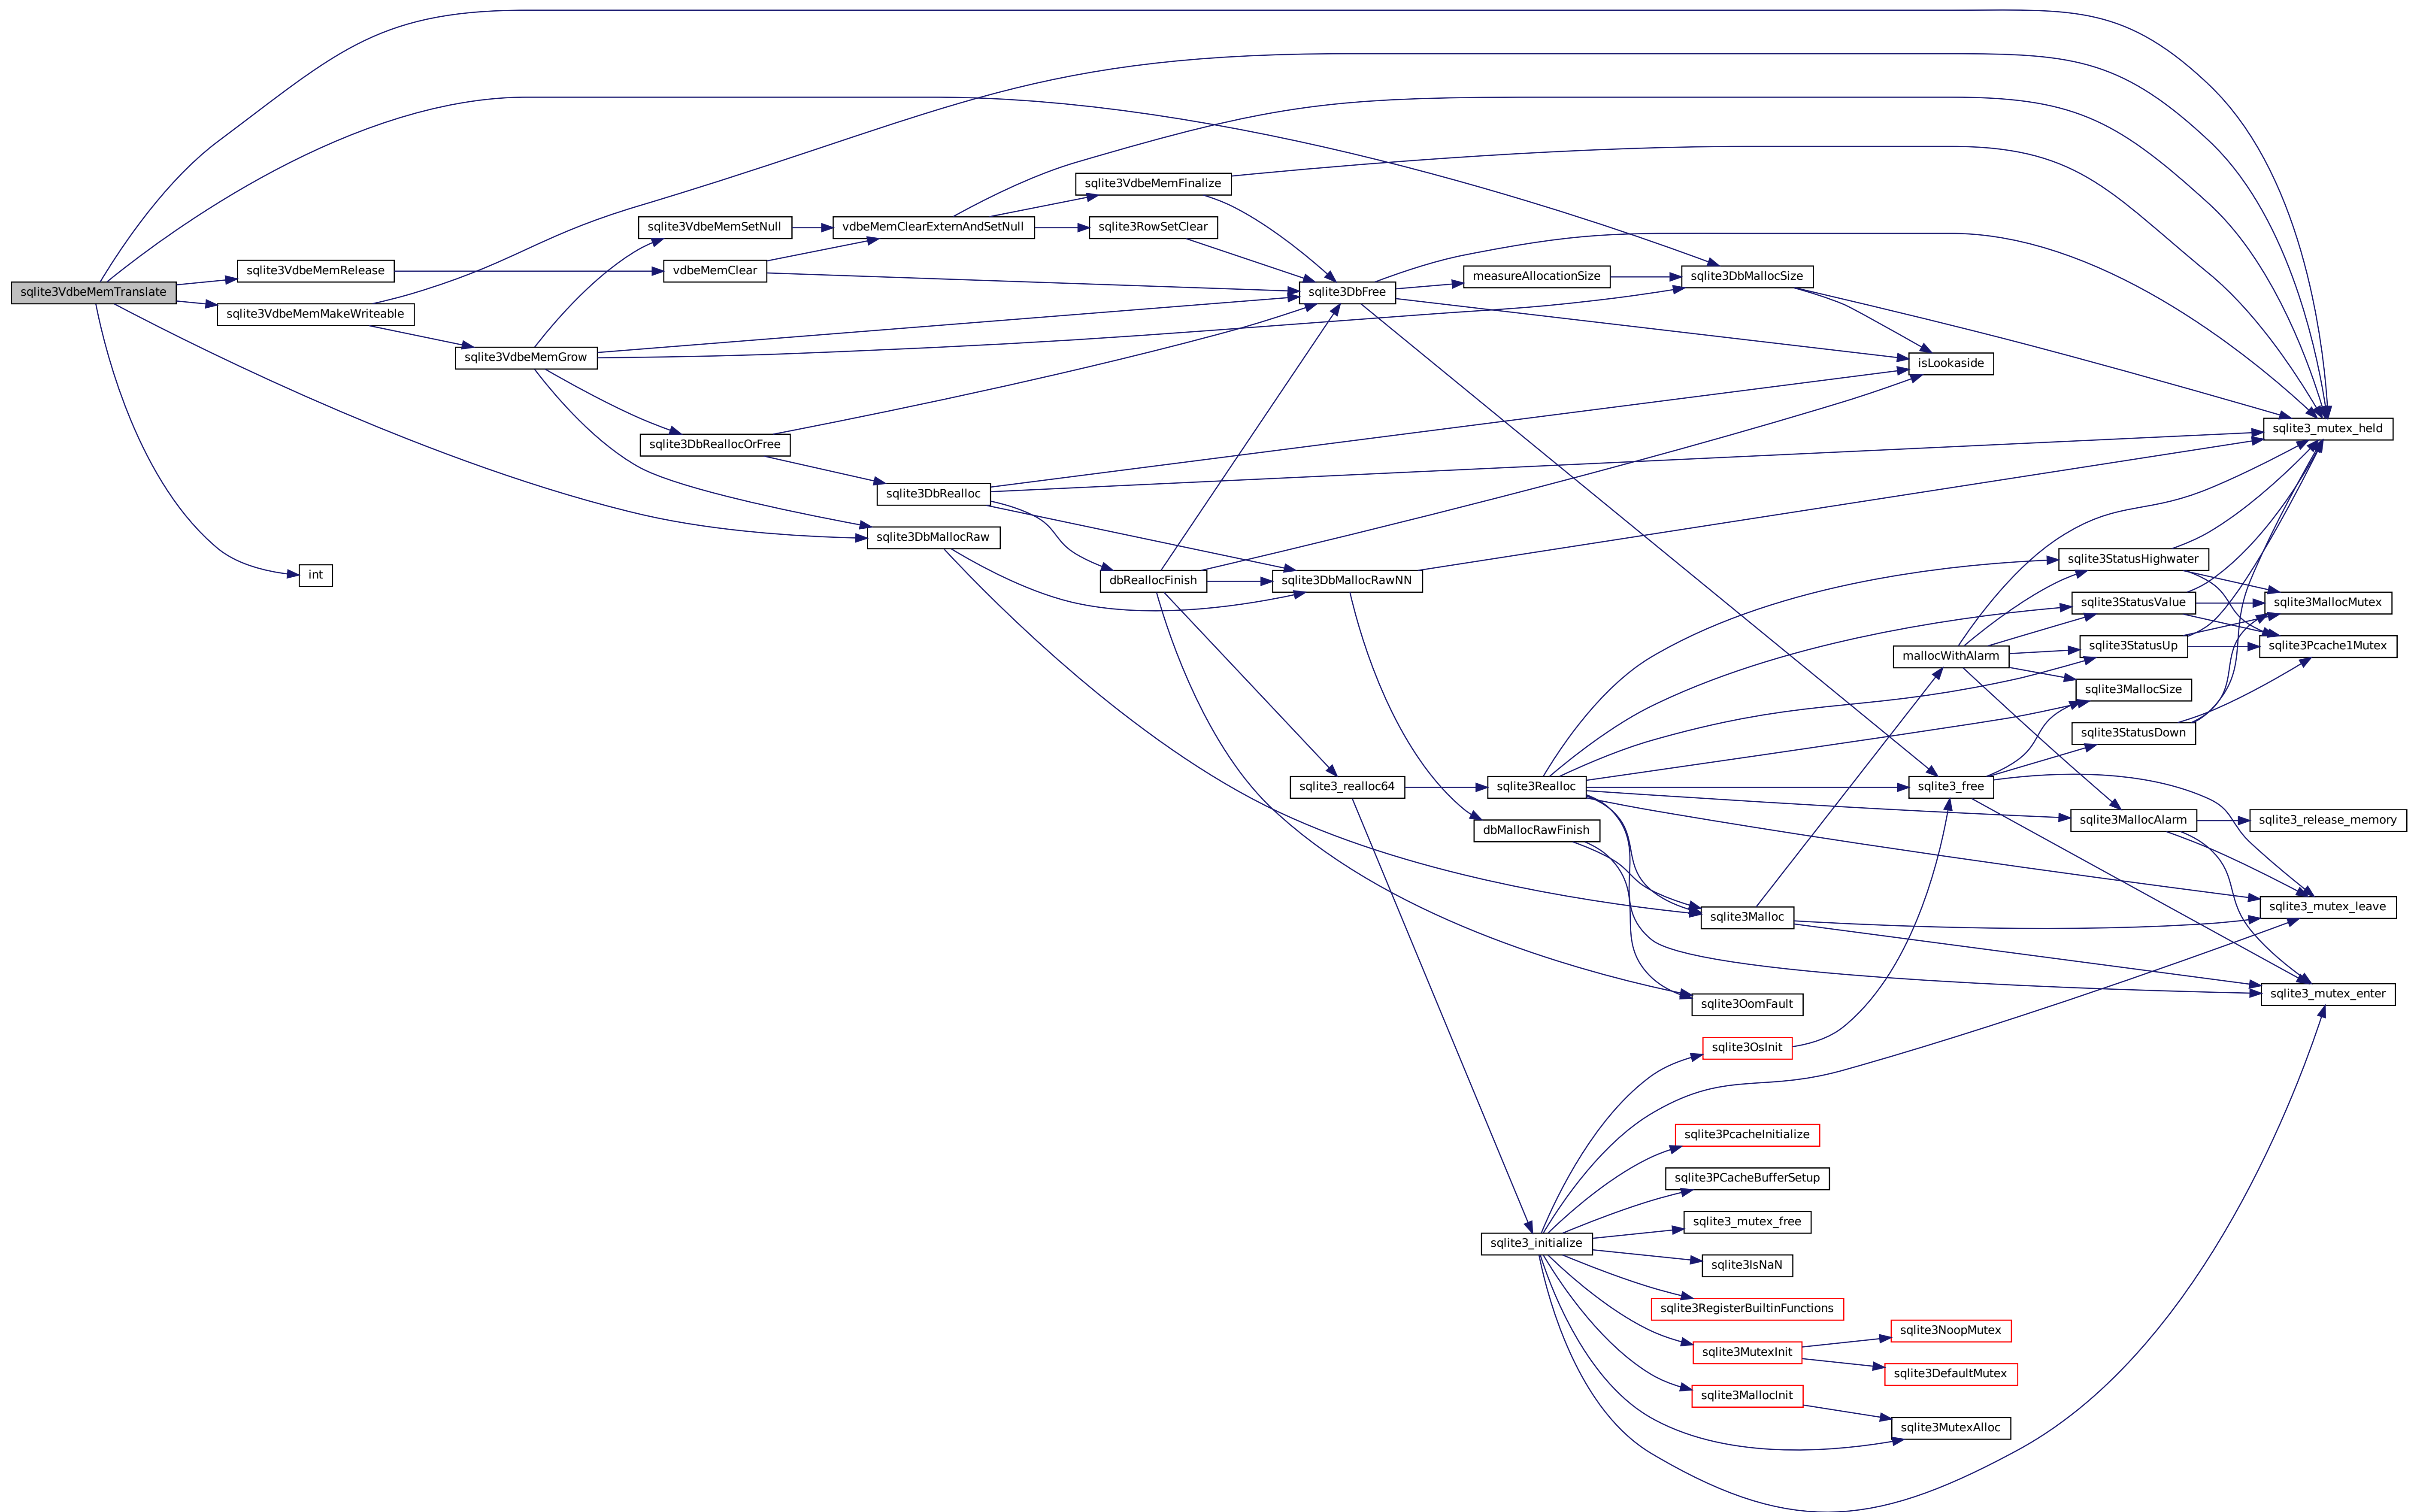 sqlite3VdbeMemTranslate
sqlite3VdbeMemRelease
sqlite3VdbeMemMakeWriteable
int
sqlite3VdbeMemGrow
sqlite3VdbeMemSetNull
vdbeMemClear
sqlite3DbReallocOrFree
vdbeMemClearExternAndSetNull
sqlite3DbRealloc
sqlite3DbMallocRaw
sqlite3VdbeMemFinalize
sqlite3RowSetClear
dbReallocFinish
sqlite3DbFree
sqlite3DbMallocRawNN
sqlite3_realloc64
measureAllocationSize
sqlite3Realloc
dbMallocRawFinish
sqlite3_initialize
sqlite3DbMallocSize
sqlite3Malloc
sqlite3OomFault
sqlite3OsInit
sqlite3PcacheInitialize
sqlite3PCacheBufferSetup
sqlite3_mutex_free
sqlite3IsNaN
sqlite3RegisterBuiltinFunctions
sqlite3MutexInit
sqlite3MallocInit
isLookaside
mallocWithAlarm
sqlite3_free
sqlite3NoopMutex
sqlite3DefaultMutex
sqlite3MutexAlloc
sqlite3StatusHighwater
sqlite3StatusValue
sqlite3StatusUp
sqlite3MallocSize
sqlite3StatusDown
sqlite3MallocAlarm
sqlite3_mutex_held
sqlite3MallocMutex
sqlite3Pcache1Mutex
sqlite3_release_memory
sqlite3_mutex_leave
sqlite3_mutex_enter